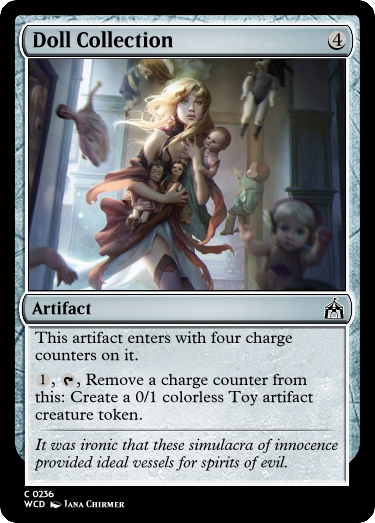 Doll Collection 4
Artifact
This artifact enters with four charge
counters on it.
1, , Remove a charge counter from
this: Create a 0/1 colorless Toy artifact
creature token.
It was ironic that these simulacra of innocence
provided ideal vessels for spirits of evil.
C 0236
WCD Jana Chirmer